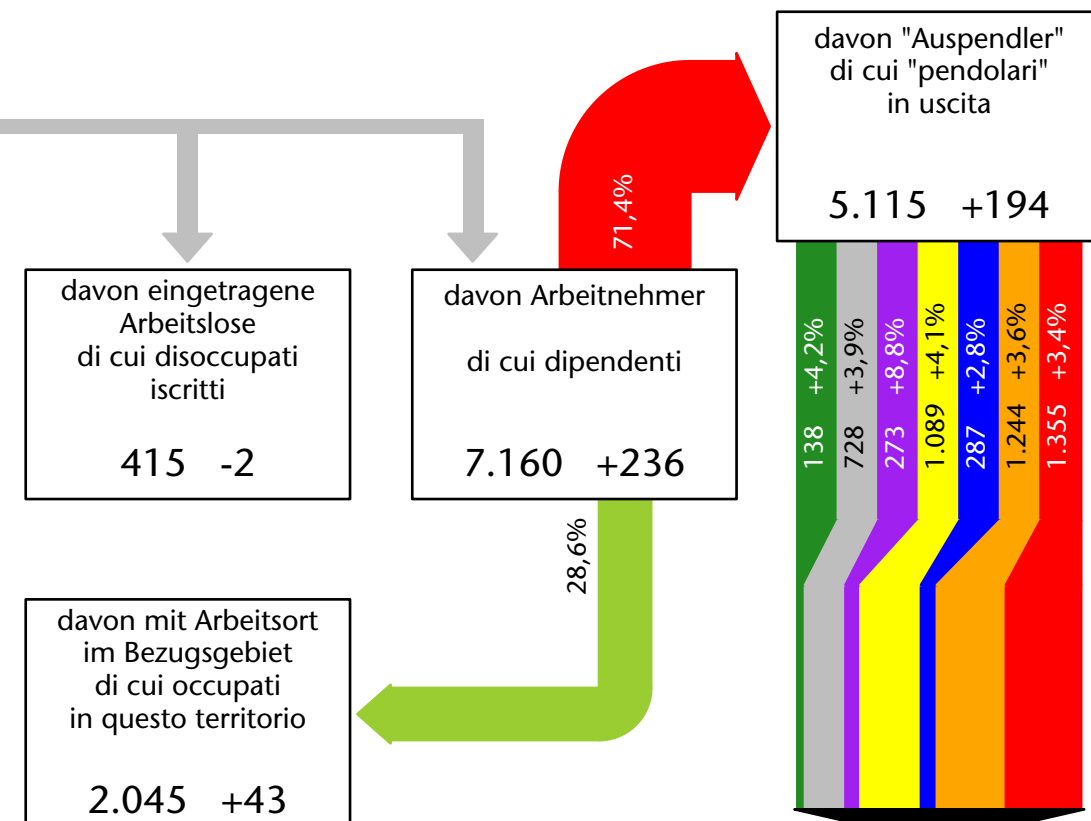 davon "Auspendler"
di cui "pendolari"
in uscita
5.115 +194
71,4%
davon eingetragene
Arbeitslose
di cui disoccupati
iscritti
415 -2
davon Arbeitnehmer
di cui dipendenti
7.160 +236
138 +4,2%
728 +3,9%
273 +8,8%
1.089 +4,1%
287 +2,8%
1.244 +3,6%
1.355 +3,4%
28,6%
davon mit Arbeitsort
im Bezugsgebiet
di cui occupati
in questo territorio
2.045 +43